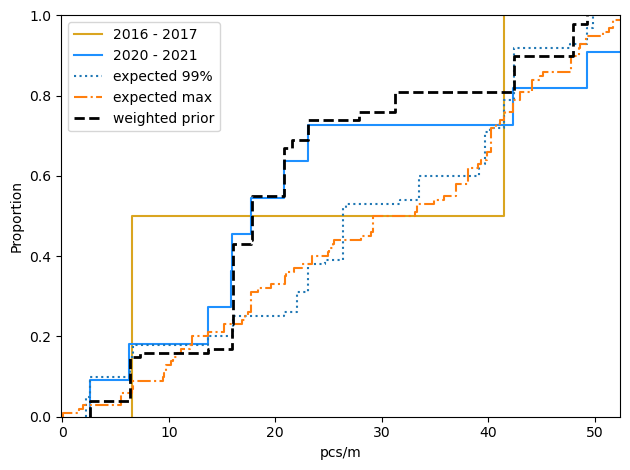 1.0
0.8
0.6
0.4
0.2
0.0
Proportion
2016 - 2017
2020 - 2021
expected 99%
expected max
weighted prior
0 10 20 30 40 50
pcs/m